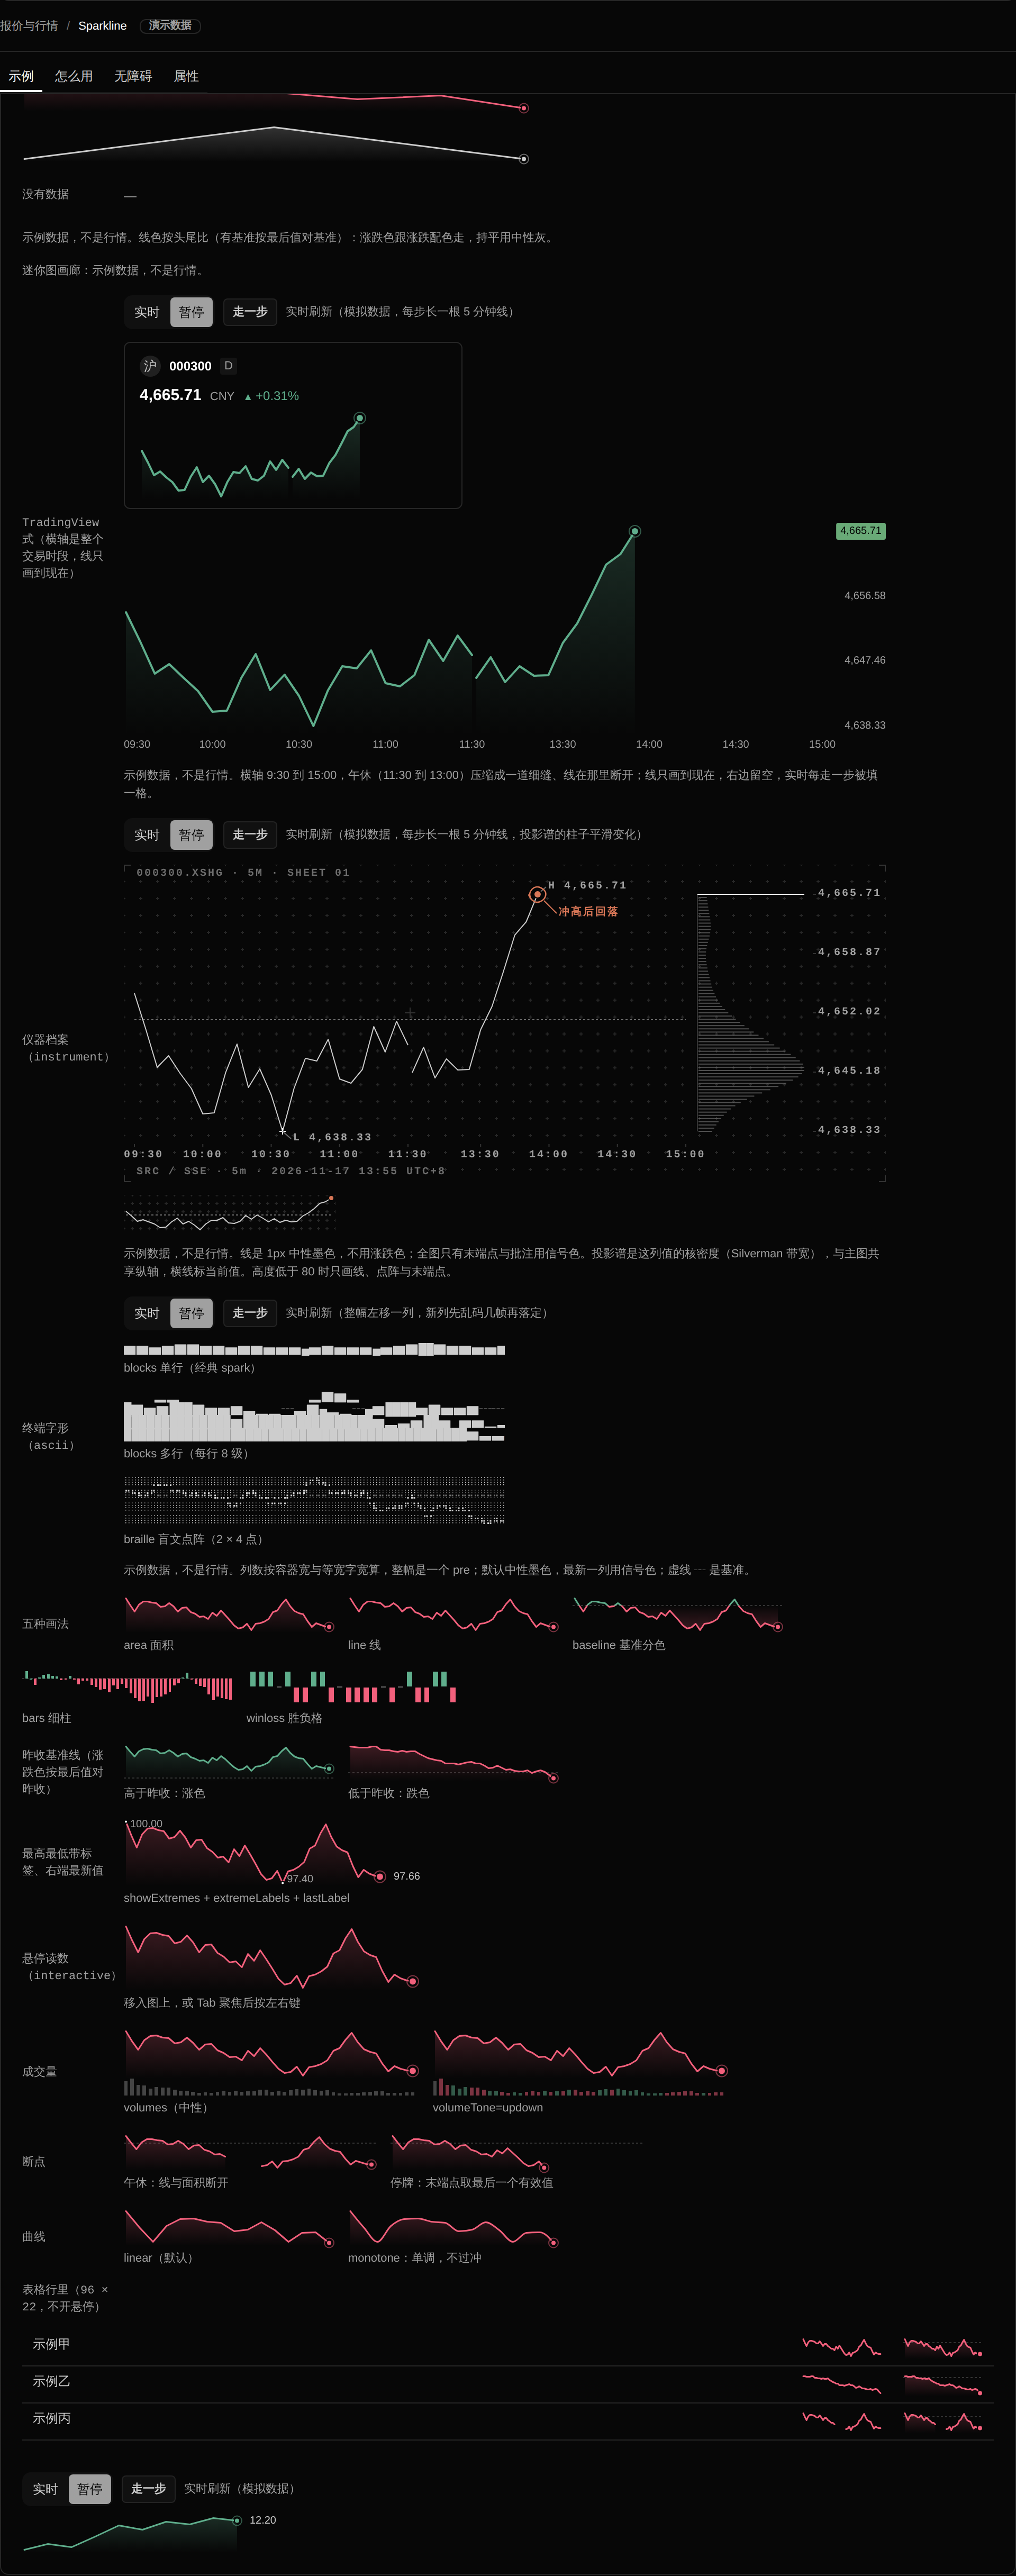 报价与行情 / Sparkline 演示数据
示例 怎么用 无障碍 属性
没有数据 —
示例数据，不是行情。线色按头尾比（有基准按最后值对基准）：涨跌色跟涨跌配色走，持平用中性灰。
迷你图画廊：示例数据，不是行情。
实时 暂停 走一步 实时刷新（模拟数据，每步长一根 5 分钟线）
沪 000300 D
4,665.71 CNY ▲ +0.31%
TradingView
式（横轴是整个
交易时段，线只
画到现在）
4,665.71
4,656.58
4,647.46
4,638.33
09:30 10:00 10:30 11:00 11:30 13:30 14:00 14:30 15:00
示例数据，不是行情。横轴 9:30 到 15:00，午休（11:30 到 13:00）压缩成一道细缝、线在那里断开；线只画到现在，右边留空，实时每走一步被填
一格。
实时 暂停 走一步 实时刷新（模拟数据，每步长一根 5 分钟线，投影谱的柱子平滑变化）
仪器档案
（instrument）
000300.XSHG · 5M · SHEET 01
H 4,665.71
冲高后回落
L 4,638.33
4,665.71
4,658.87
4,652.02
4,645.18
4,638.33
09:30 10:00 10:30 11:00 11:30 13:30 14:00 14:30 15:00
SRC / SSE · 5m · 2026-11-17 13:55 UTC+8
示例数据，不是行情。线是 1px 中性墨色，不用涨跌色；全图只有末端点与批注用信号色。投影谱是这列值的核密度（Silverman 带宽），与主图共
享纵轴，横线标当前值。高度低于 80 时只画线、点阵与末端点。
实时 暂停 走一步 实时刷新（整幅左移一列，新列先乱码几帧再落定）
终端字形
（ascii）
blocks 单行（经典 spark）
blocks 多行（每行 8 级）
braille 盲文点阵（2 × 4 点）
示例数据，不是行情。列数按容器宽与等宽字宽算，整幅是一个 pre；默认中性墨色，最新一列用信号色；虚线 ┄ 是基准。
五种画法
area 面积
line 线
baseline 基准分色
bars 细柱
winloss 胜负格
昨收基准线（涨
跌色按最后值对
昨收）
高于昨收：涨色
低于昨收：跌色
最高最低带标
签、右端最新值
100.00
97.40
97.66
showExtremes + extremeLabels + lastLabel
悬停读数
（interactive）
移入图上，或 Tab 聚焦后按左右键
成交量
volumes（中性）
volumeTone=updown
断点
午休：线与面积断开
停牌：末端点取最后一个有效值
曲线
linear（默认）
monotone：单调，不过冲
表格行里（96 ×
22，不开悬停）
示例甲
示例乙
示例丙
实时 暂停 走一步 实时刷新（模拟数据）
12.20